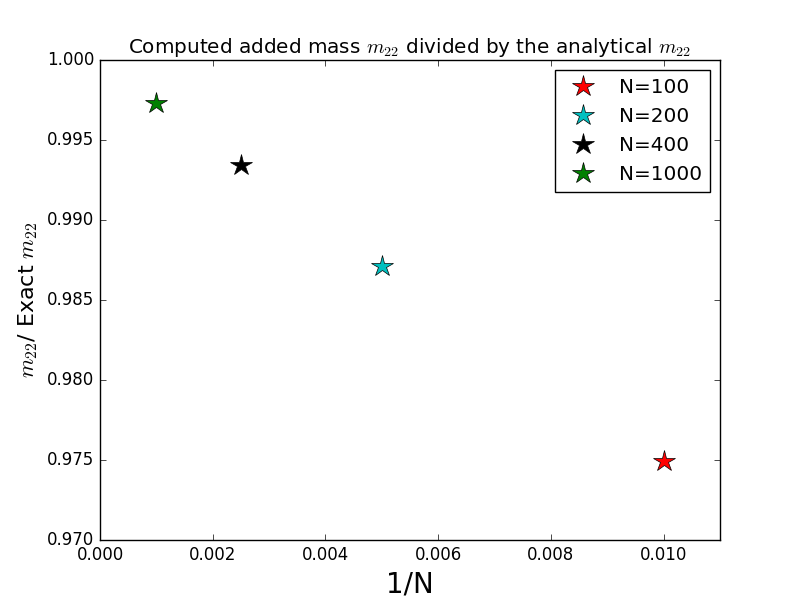 Computed added mass m22 divided by the analytical m22
1.000
0.995
0.990
0.985
0.980
0.975
0.970
m22/ Exact m22
N=100
N=200
N=400
N=1000
0.000 0.002 0.004 0.006 0.008 0.010
1/N